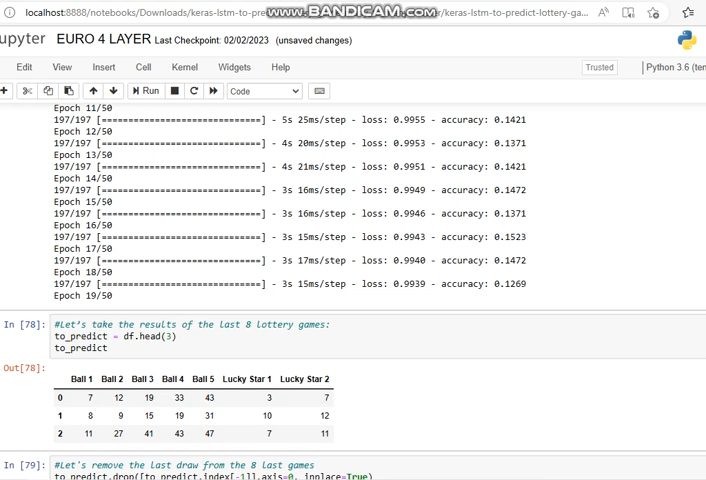 localhost:8888/notebooks/Downloads/keras-lstm-to-pre
www.BANDICAM.com
r/keras-lstm-to-predict-lottery-ga...
upyter EURO 4 LAYER Last Checkpoint: 02/02/2023 (unsaved changes)
Edit View Insert Cell Kernel Widgets Help Trusted Python 3.6 (ten
Run Code
Epoch 11/50
197/197 [==============================] - 5s 25ms/step - loss: 0.9955 - accuracy: 0.1421
Epoch 12/50
197/197 [==============================] - 4s 20ms/step - loss: 0.9953 - accuracy: 0.1371
Epoch 13/50
197/197 [==============================] - 4s 21ms/step - loss: 0.9951 - accuracy: 0.1421
Epoch 14/50
197/197 [==============================] - 3s 16ms/step - loss: 0.9949 - accuracy: 0.1472
Epoch 15/50
197/197 [==============================] - 3s 16ms/step - loss: 0.9946 - accuracy: 0.1371
Epoch 16/50
197/197 [==============================] - 3s 15ms/step - loss: 0.9943 - accuracy: 0.1523
Epoch 17/50
197/197 [==============================] - 3s 17ms/step - loss: 0.9940 - accuracy: 0.1472
Epoch 18/50
197/197 [==============================] - 3s 15ms/step - loss: 0.9939 - accuracy: 0.1269
Epoch 19/50
In [78]: #Let's take the results of the last 8 lottery games:
to_predict = df.head(3)
to_predict
Out[78]:
Ball 1 Ball 2 Ball 3 Ball 4 Ball 5 Lucky Star 1 Lucky Star 2
0 7 12 19 33 43 3 7
1 8 9 15 19 31 10 12
2 11 27 41 43 47 7 11
In [79]: #Let's remove the last draw from the 8 last games
to_predict.drop([to_predict.index[-1]],axis=0, inplace=True)